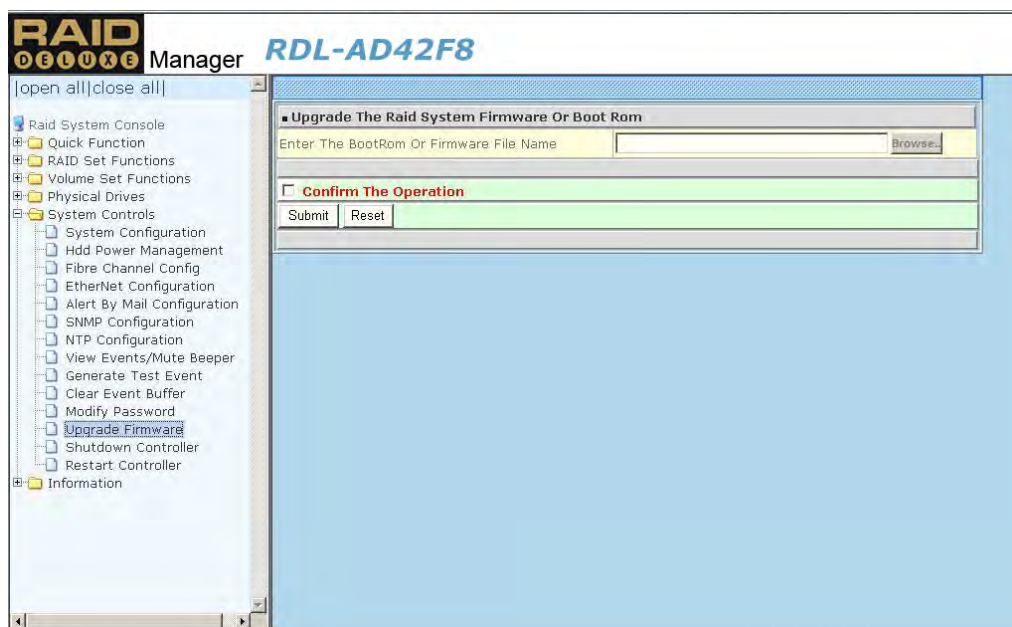 RAID
DELUXE Manager
RDL-AD42F8
|open all|close all|
Raid System Console
Quick Function
RAID Set Functions
Volume Set Functions
Physical Drives
System Controls
System Configuration
Hdd Power Management
Fibre Channel Config
EtherNet Configuration
Alert By Mail Configuration
SNMP Configuration
NTP Configuration
View Events/Mute Beeper
Generate Test Event
Clear Event Buffer
Modify Password
Upgrade Firmware
Shutdown Controller
Restart Controller
Information
Upgrade The Raid System Firmware Or Boot Rom
Enter The BootRom Or Firmware File Name
Browse..
Confirm The Operation
Submit Reset